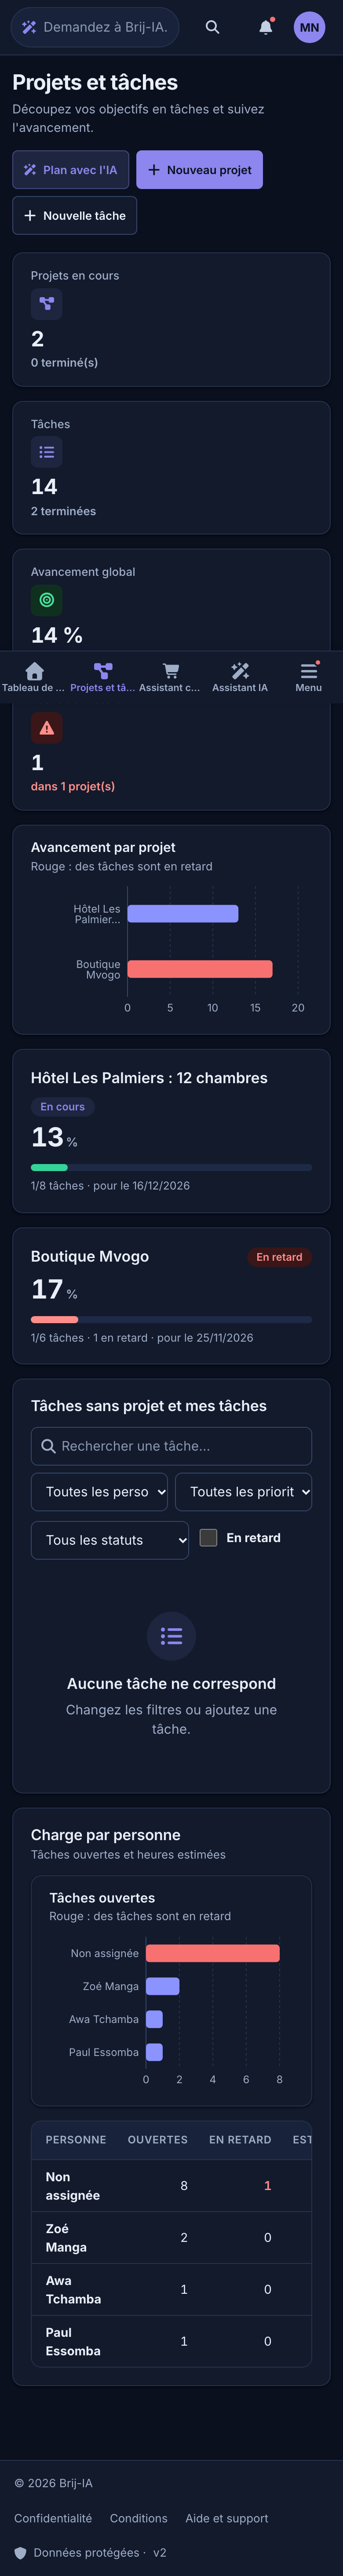 Demandez à Brij-IA.
MN
Projets et tâches
Découpez vos objectifs en tâches et suivez
l'avancement.
Plan avec l'IA
Nouveau projet
Nouvelle tâche
Projets en cours
2
0 terminé(s)
Tâches
14
2 terminées
Avancement global
14 %
Tableau de ...
Projets et tâ...
Assistant c...
Assistant IA
Menu
1
dans 1 projet(s)
Avancement par projet
Rouge : des tâches sont en retard
Hôtel Les
Palmier...
Boutique
Mvogo
0 5 10 15 20
Hôtel Les Palmiers : 12 chambres
En cours
13 %
1/8 tâches · pour le 16/12/2026
Boutique Mvogo
En retard
17 %
1/6 tâches · 1 en retard · pour le 25/11/2026
Tâches sans projet et mes tâches
Rechercher une tâche...
Toutes les perso
Toutes les priorit
Tous les statuts
En retard
Aucune tâche ne correspond
Changez les filtres ou ajoutez une
tâche.
Charge par personne
Tâches ouvertes et heures estimées
Tâches ouvertes
Rouge : des tâches sont en retard
Non assignée
Zoé Manga
Awa Tchamba
Paul Essomba
0 2 4 6 8
PERSONNE OUVERTES EN RETARD EST
Non
assignée 8 1
Zoé
Manga 2 0
Awa
Tchamba 1 0
Paul
Essomba 1 0
© 2026 Brij-IA
Confidentialité Conditions Aide et support
Données protégées · v2